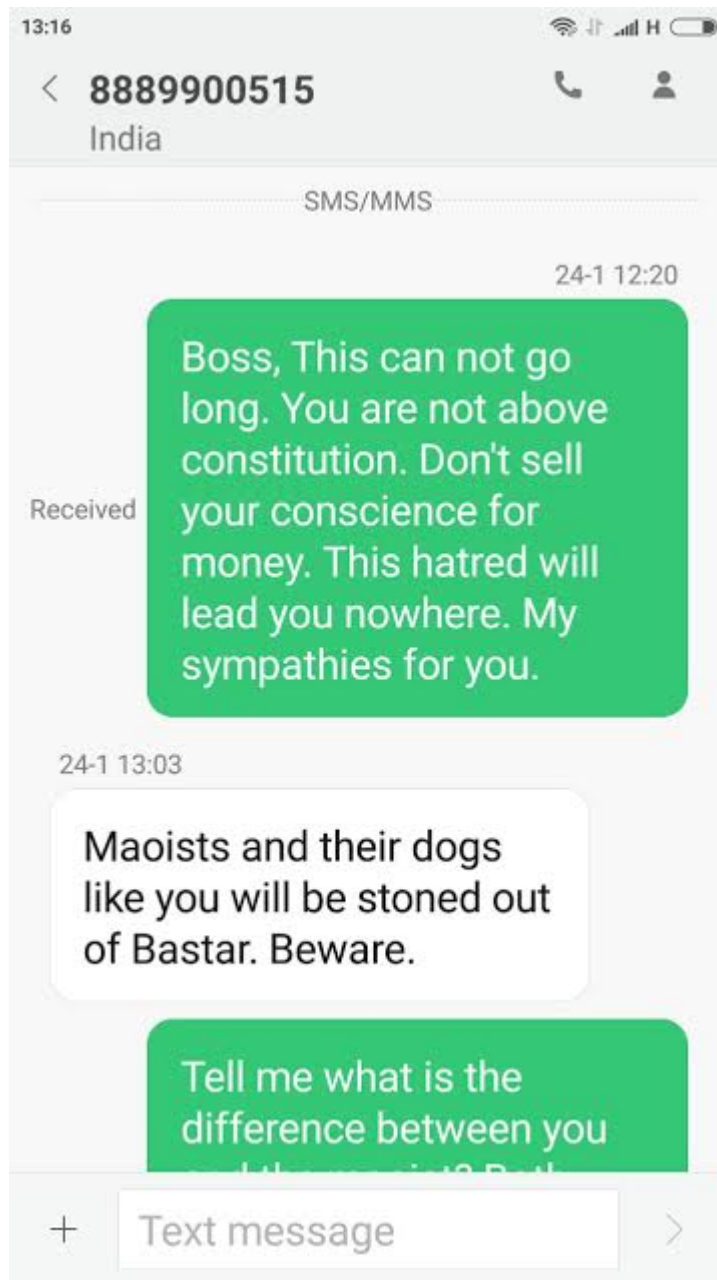 13:16
H
8889900515
India
SMS/MMS
24-1 12:20
Boss, This can not go
long. You are not above
constitution. Don't sell
Received
your conscience for
money. This hatred will
lead you nowhere. My
sympathies for you.
24-1 13:03
Maoists and their dogs
like you will be stoned out
of Bastar. Beware.
Tell me what is the
difference between you
Text message